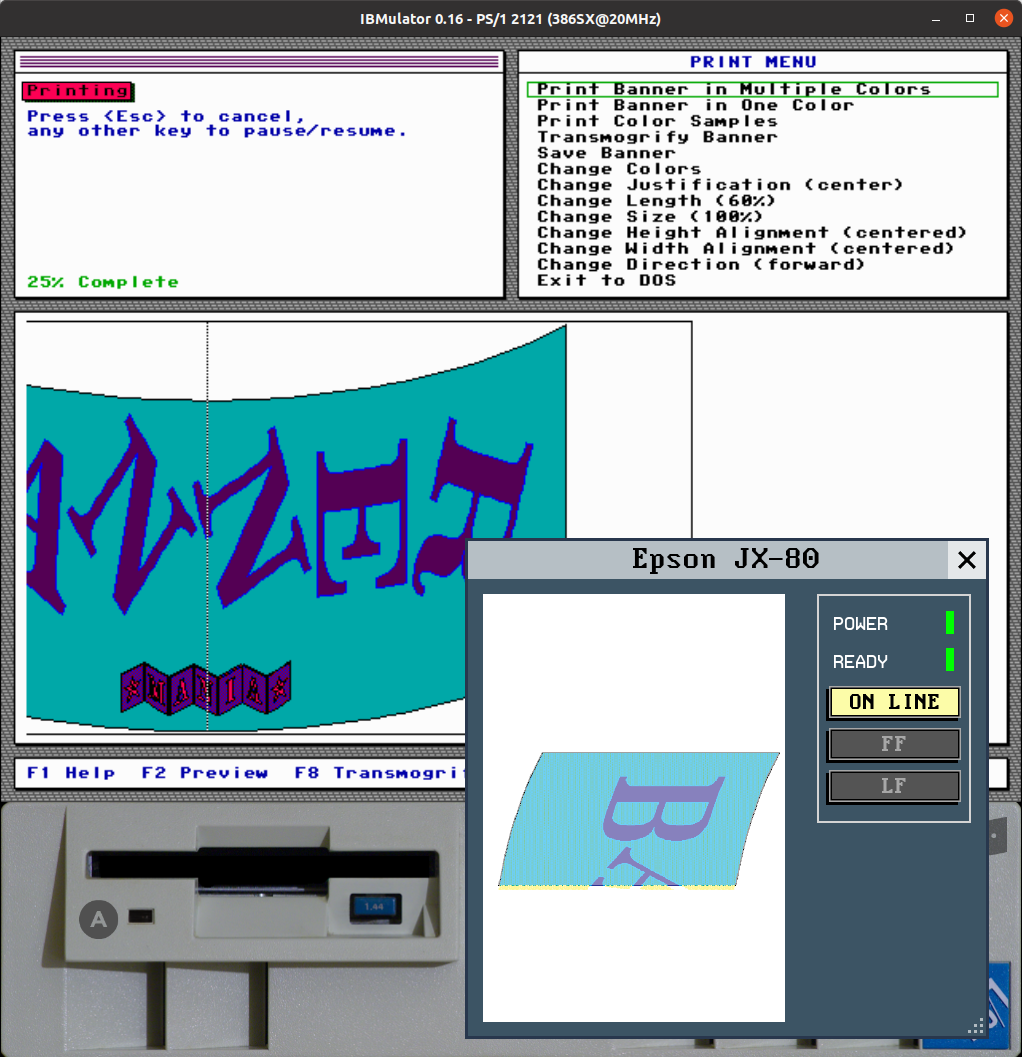 IBMulator 0.16 - PS/1 2121 (386SX@20MHz)
Printing
Press <Esc> to cancel,
any other key to pause/resume.
25% Complete
PRINT MENU
Print Banner in Multiple Colors
Print Banner in One Color
Print Color Samples
Transmogrify Banner
Save Banner
Change Colors
Change Justification (center)
Change Length (60%)
Change Size (100%)
Change Height Alignment (centered)
Change Width Alignment (centered)
Change Direction (forward)
Exit to DOS
MANIA
F1 Help F2 Preview F8 Transmogrif
Epson JX-80
POWER
READY
ON LINE
FF
LF
B
A
1.44